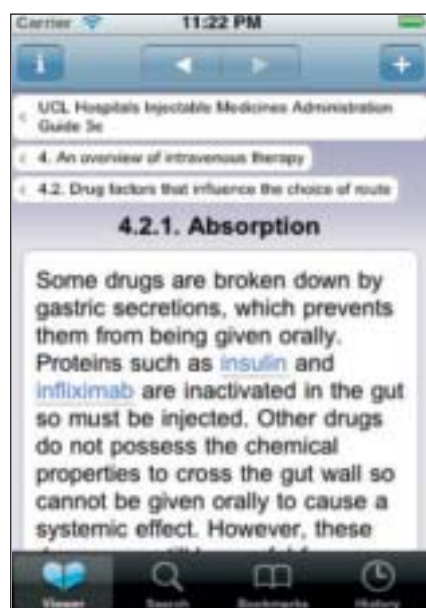 Carrier 11:22 PM
UCL Hospitals Injectable Medicines Administration
Guide 3e
4. An overview of intravenous therapy
4.2. Drug factors that influence the choice of route
4.2.1. Absorption
Some drugs are broken down by
gastric secretions, which prevents
them from being given orally.
Proteins such as insulin and
infliximab are inactivated in the gut
so must be injected. Other drugs
do not possess the chemical
properties to cross the gut wall so
cannot be given orally to cause a
systemic effect. However, these
Viewer Search Bookmarks History